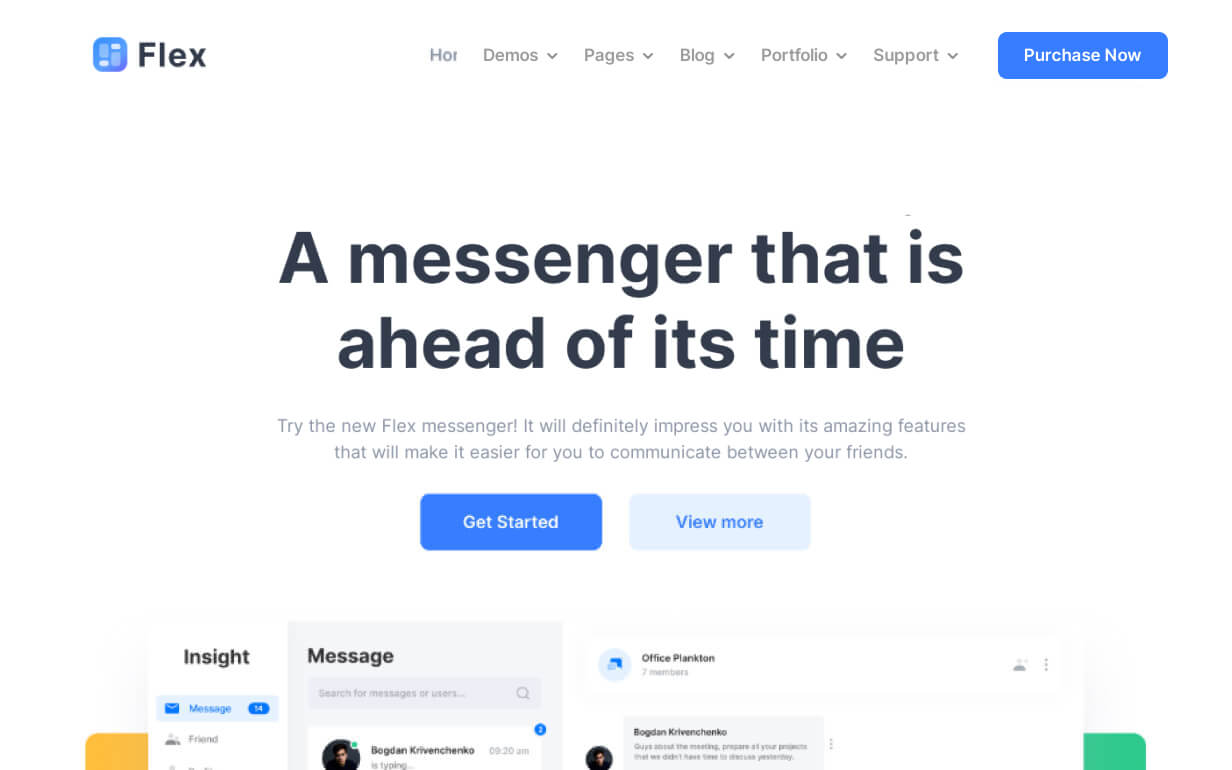 Flex
Demos
Pages
Blog
Portfolio
Support
Purchase Now
A messenger that is
ahead of its time
Try the new Flex messenger! It will definitely impress you with its amazing features
that will make it easier for you to communicate between your friends.
Get Started
View more
Insight
Message 14
Friend
Message
Search for messages or users...
2
Bogdan Krivenchenko 09:20 am
is typing...
Office Plankton
7 members
Bogdan Krivenchenko
Guys about the meeting, prepare all your projects
that we didn't have time to discuss yesterday.